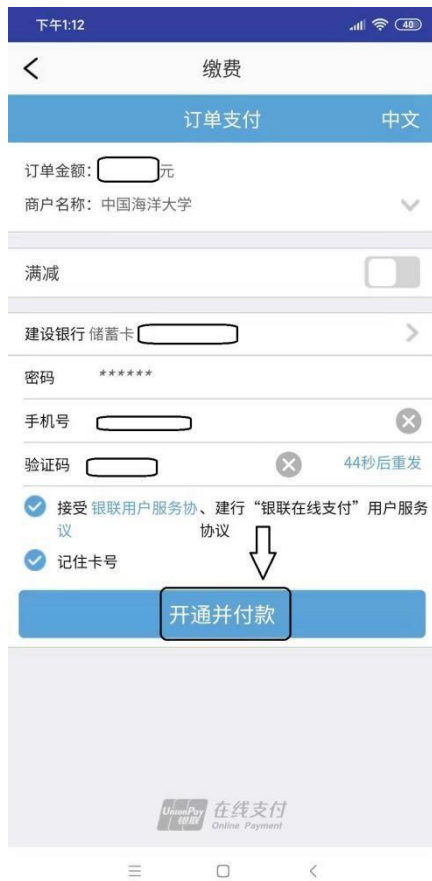 下午1:12
40
缴费
订单支付 中文
订单金额: 元
商户名称: 中国海洋大学
满减
建设银行 储蓄卡
密码 ******
手机号
验证码 44秒后重发
接受 银联用户服务协、建行“银联在线支付”用户服务
议 协议
记住卡号
开通并付款
UnionPay 在线支付
银联 Online Payment